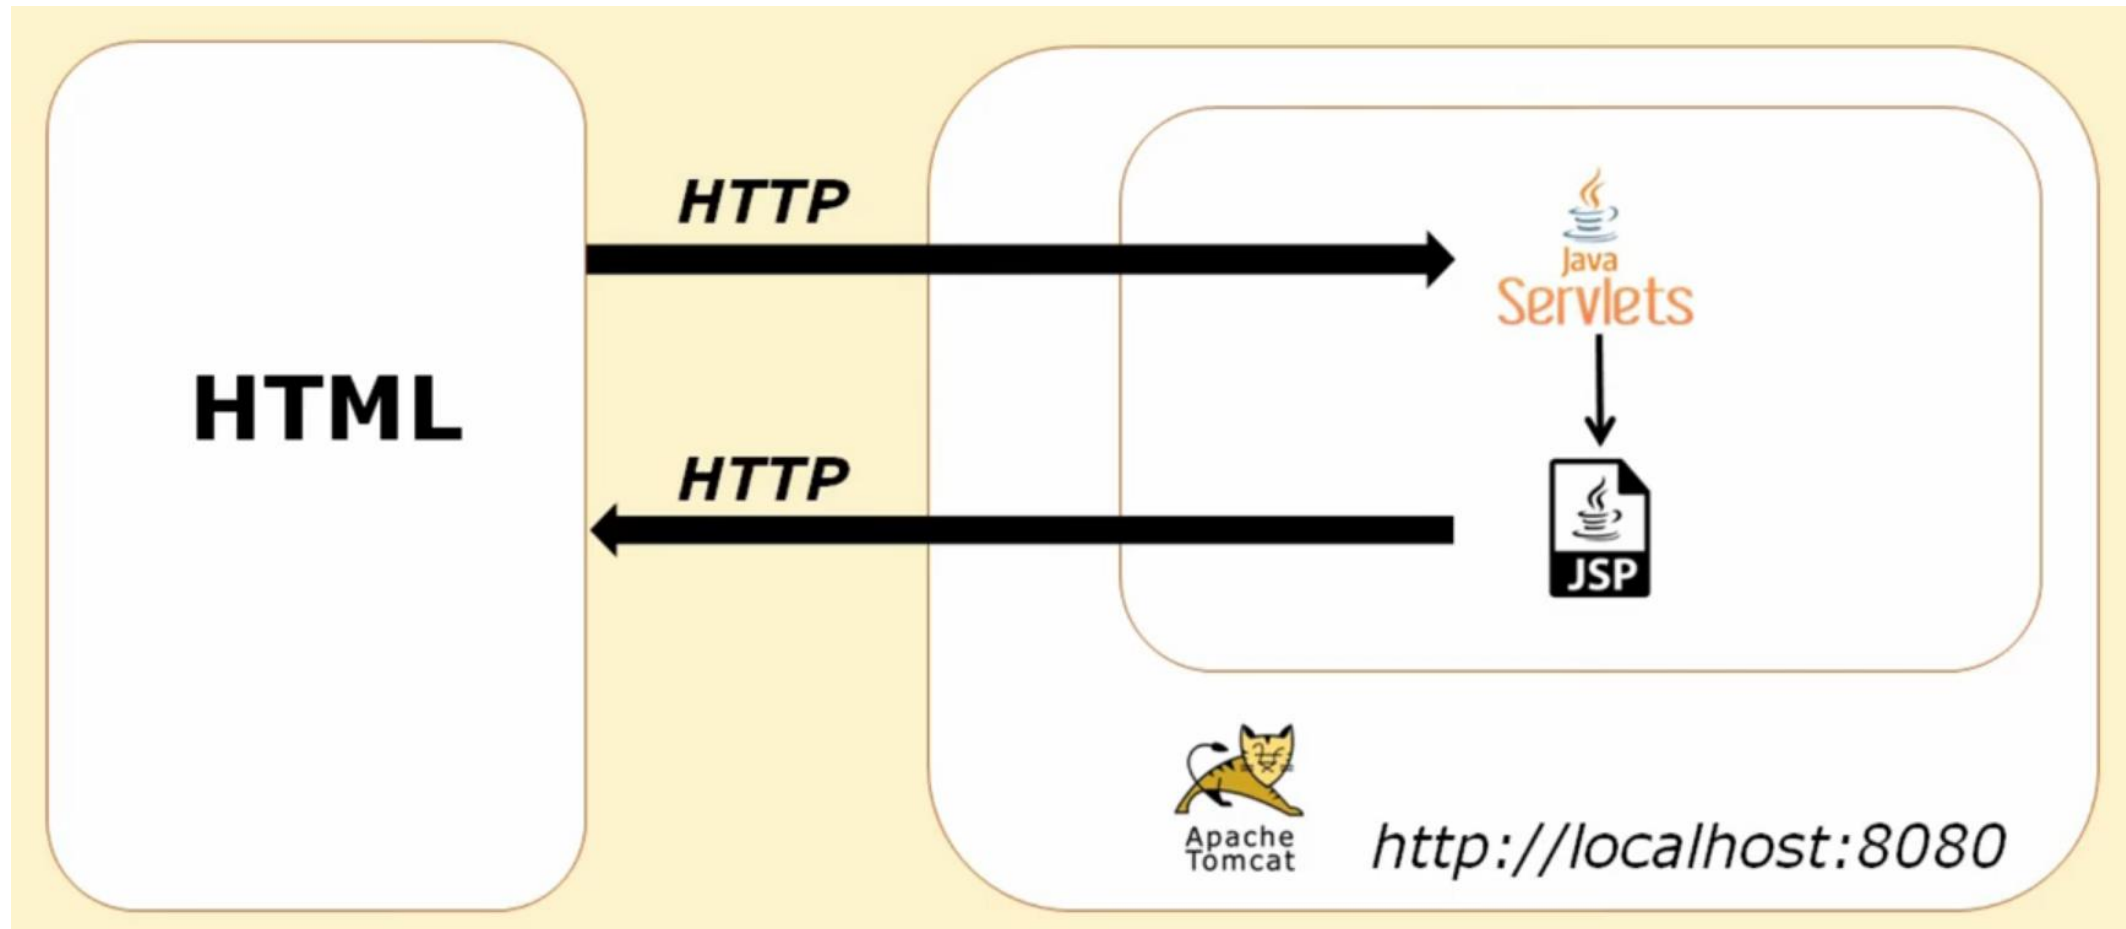 HTML
HTTP
HTTP
Java
Servlets
JSP
Apache
Tomcat
http://localhost:8080